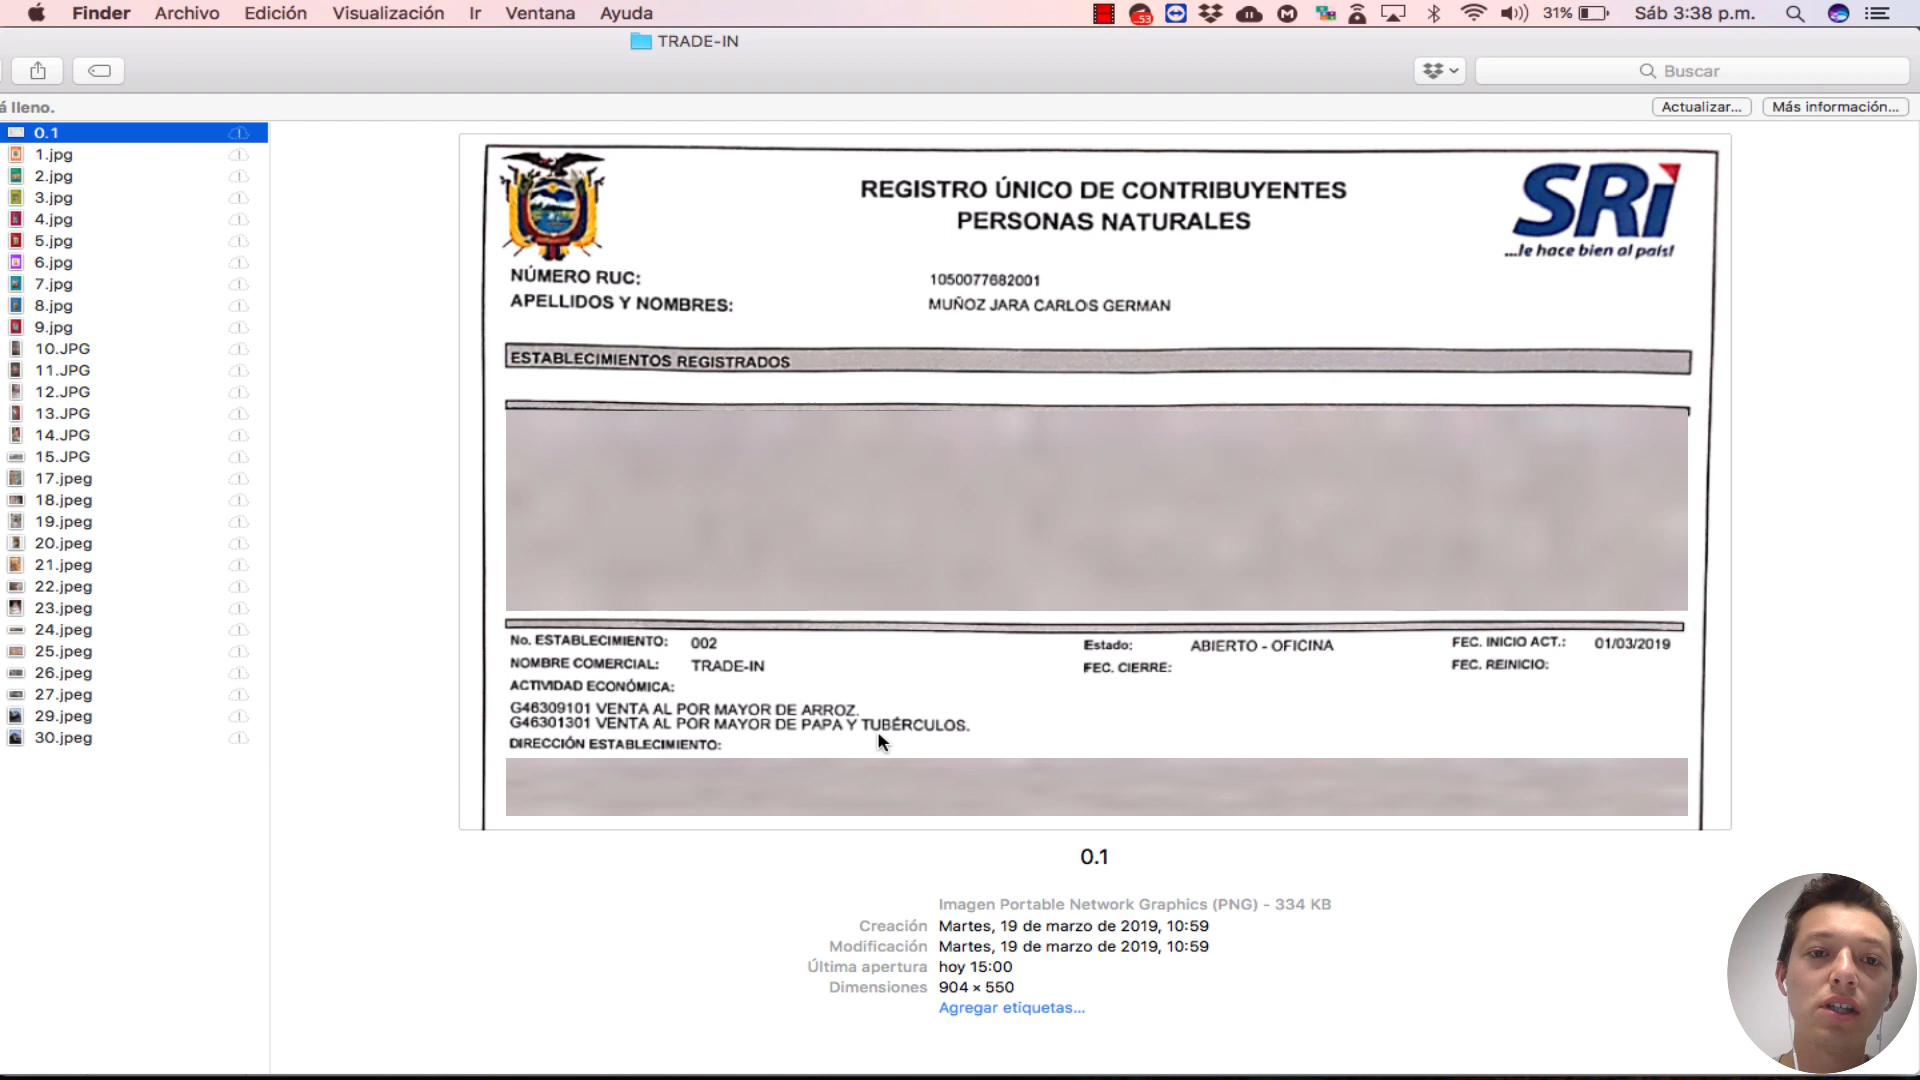 Finder Archivo Edición Visualización Ir Ventana Ayuda
53
31% Sáb 3:38 p.m.
TRADE-IN
Buscar
á lleno.
Actualizar... Más información...
0.1
1.jpg
2.jpg
3.jpg
4.jpg
5.jpg
6.jpg
7.jpg
8.jpg
9.jpg
10.JPG
11.JPG
12.JPG
13.JPG
14.JPG
15.JPG
17.jpeg
18.jpeg
19.jpeg
20.jpeg
21.jpeg
22.jpeg
23.jpeg
24.jpeg
25.jpeg
26.jpeg
27.jpeg
29.jpeg
30.jpeg
REGISTRO ÚNICO DE CONTRIBUYENTES
PERSONAS NATURALES
SRi
...le hace bien al país!
NÚMERO RUC: 1050077682001
APELLIDOS Y NOMBRES: MUÑOZ JARA CARLOS GERMAN
ESTABLECIMIENTOS REGISTRADOS
No. ESTABLECIMIENTO: 002 Estado: ABIERTO - OFICINA FEC. INICIO ACT.: 01/03/2019
NOMBRE COMERCIAL: TRADE-IN FEC. CIERRE: FEC. REINICIO:
ACTIVIDAD ECONÓMICA:
G46309101 VENTA AL POR MAYOR DE ARROZ.
G46301301 VENTA AL POR MAYOR DE PAPA Y TUBÉRCULOS.
DIRECCIÓN ESTABLECIMIENTO:
0.1
Imagen Portable Network Graphics (PNG) - 334 KB
Creación Martes, 19 de marzo de 2019, 10:59
Modificación Martes, 19 de marzo de 2019, 10:59
Última apertura hoy 15:00
Dimensiones 904 × 550
Agregar etiquetas...